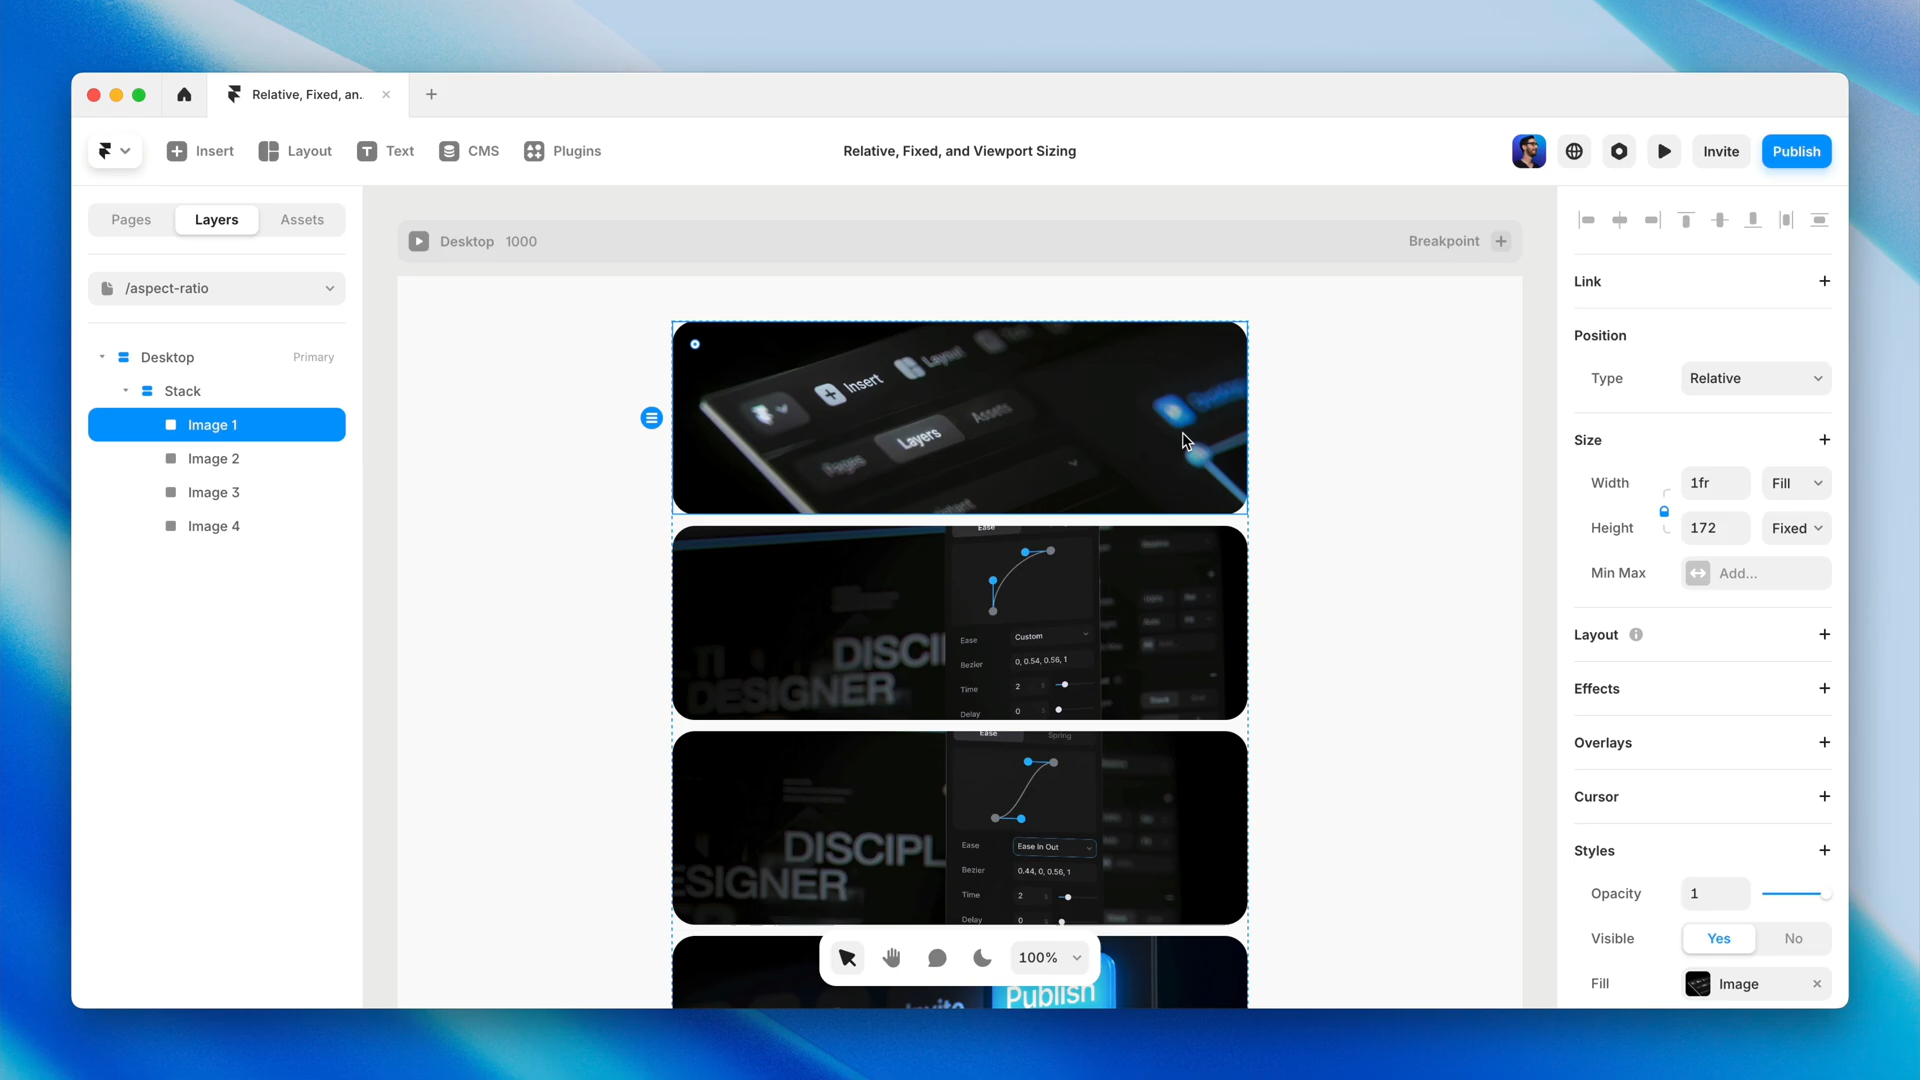 Relative, Fixed, an..
Insert
Layout
Text
CMS
Plugins
Relative, Fixed, and Viewport Sizing
Invite
Publish
Pages
Layers
Assets
/aspect-ratio
Desktop
Primary
Stack
Image 1
Image 2
Image 3
Image 4
Desktop 1000
Breakpoint
Insert
Layout
Layers
Assets
Pages
Ease
Ease
Custom
Bezier
0, 0.54, 0.56, 1
Time
2
Delay
0
DISCI
DESIGNER
Ease
Spring
Ease
Ease In Out
Bezier
0.44, 0, 0.56, 1
Time
2
Delay
0
DISCIPL
ESIGNER
Invite
Publish
100%
Link
Position
Type
Relative
Size
Width
1fr
Fill
Height
172
Fixed
Min Max
Add...
Layout
Effects
Overlays
Cursor
Styles
Opacity
1
Visible
Yes
No
Fill
Image